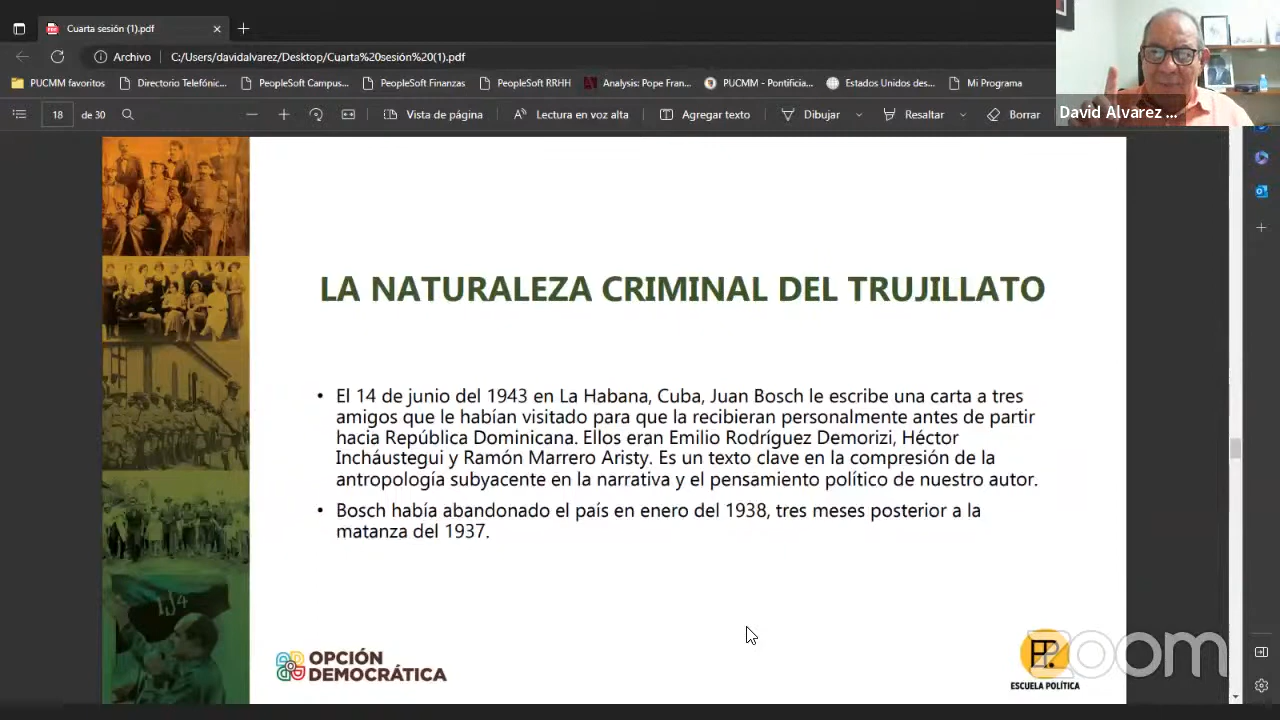 Cuarta sesión (1).pdf
Archivo C:/Users/davidalvarez/Desktop/Cuarta%20sesión%20(1).pdf
PUCMM favoritos Directorio Telefónic... PeopleSoft Campus... PeopleSoft Finanzas PeopleSoft RRHH Analysis: Pope Fran... PUCMM - Pontificia... Estados Unidos des... Mi Programa
18 de 30 Vista de página Lectura en voz alta Agregar texto Dibujar Resaltar Borrar
David Alvarez ...
LA NATURALEZA CRIMINAL DEL TRUJILLATO
• El 14 de junio del 1943 en La Habana, Cuba, Juan Bosch le escribe una carta a tres
amigos que le habían visitado para que la recibieran personalmente antes de partir
hacia República Dominicana. Ellos eran Emilio Rodríguez Demorizi, Héctor
Incháustegui y Ramón Marrero Aristy. Es un texto clave en la compresión de la
antropología subyacente en la narrativa y el pensamiento político de nuestro autor.
• Bosch había abandonado el país en enero del 1938, tres meses posterior a la
matanza del 1937.
1J4
OPCIÓN
DEMOCRÁTICA
EP.
ESCUELA POLÍTICA
zoom